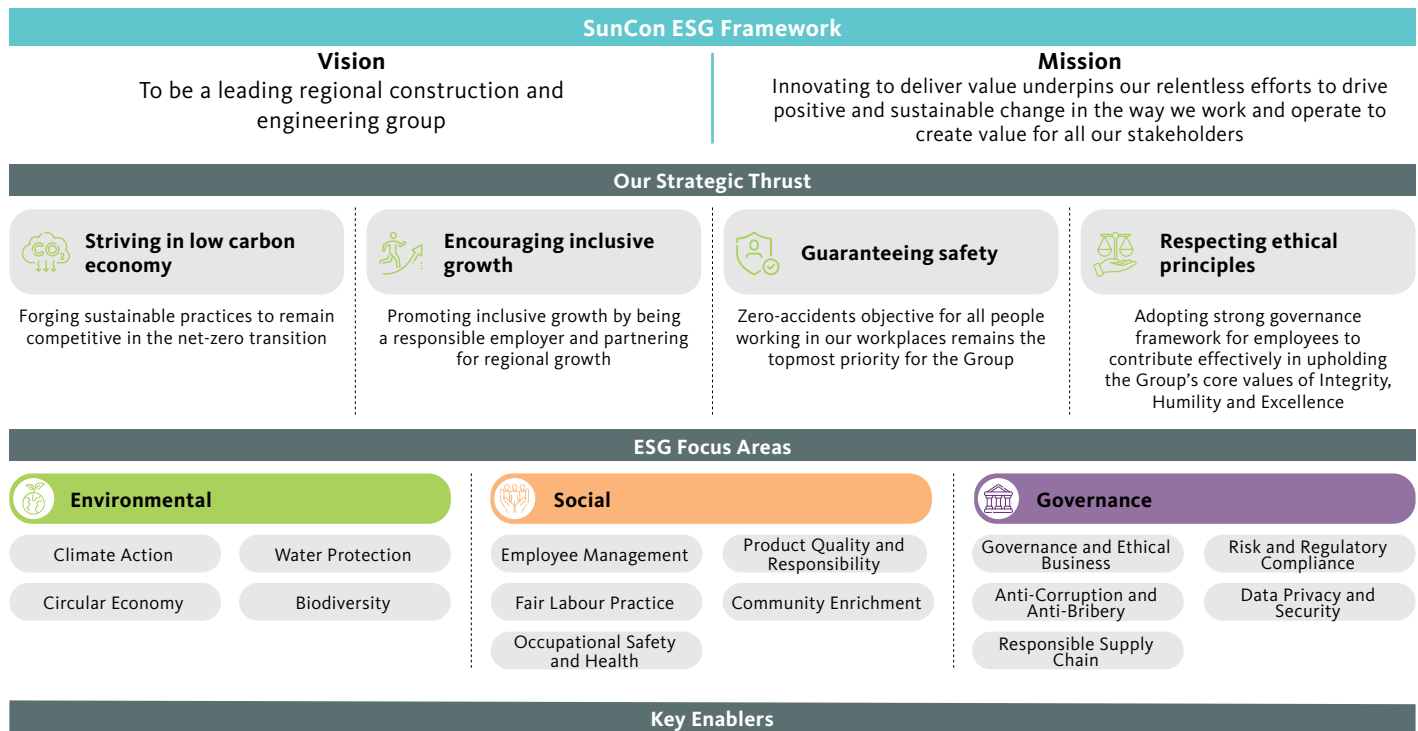 SunCon ESG Framework
Vision
To be a leading regional construction and
engineering group
Mission
Innovating to deliver value underpins our relentless efforts to drive
positive and sustainable change in the way we work and operate to
create value for all our stakeholders
Our Strategic Thrust
CO2
Striving in low carbon
economy
Forging sustainable practices to remain
competitive in the net-zero transition
Encouraging inclusive
growth
Promoting inclusive growth by being
a responsible employer and partnering
for regional growth
Guaranteeing safety
Zero-accidents objective for all people
working in our workplaces remains the
topmost priority for the Group
Respecting ethical
principles
Adopting strong governance
framework for employees to
contribute effectively in upholding
the Group's core values of Integrity,
Humility and Excellence
ESG Focus Areas
Environmental
Climate Action
Water Protection
Circular Economy
Biodiversity
Social
Employee Management
Product Quality and
Responsibility
Fair Labour Practice
Community Enrichment
Occupational Safety
and Health
Governance
Governance and Ethical
Business
Risk and Regulatory
Compliance
Anti-Corruption and
Anti-Bribery
Data Privacy and
Security
Responsible Supply
Chain
Key Enablers